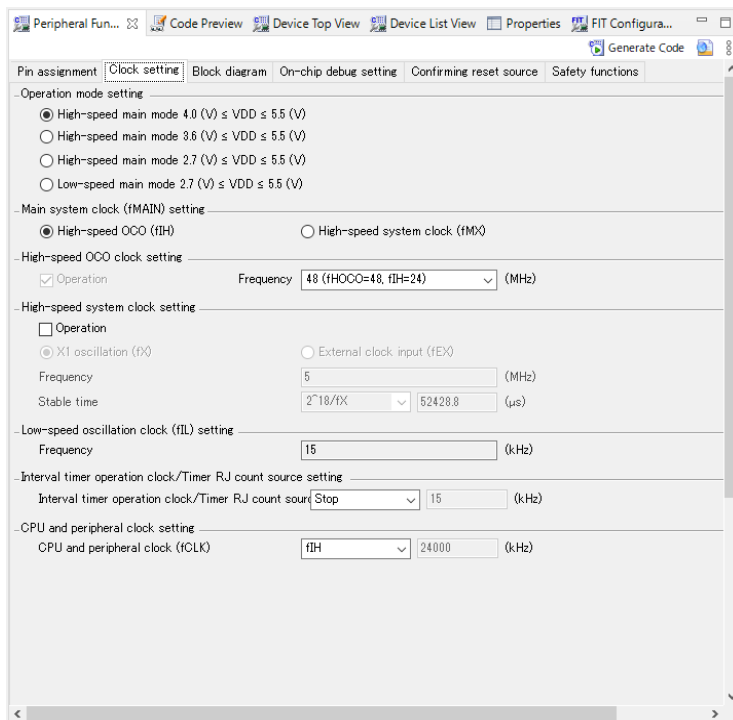 Peripheral Fun... Code Preview Device Top View Device List View Properties FIT Configura...
Generate Code
Pin assignment Clock setting Block diagram On-chip debug setting Confirming reset source Safety functions
Operation mode setting
High-speed main mode 4.0 (V) ≤ VDD ≤ 5.5 (V)
High-speed main mode 3.6 (V) ≤ VDD ≤ 5.5 (V)
High-speed main mode 2.7 (V) ≤ VDD ≤ 5.5 (V)
Low-speed main mode 2.7 (V) ≤ VDD ≤ 5.5 (V)
Main system clock (fMAIN) setting
High-speed OCO (fIH) High-speed system clock (fMX)
High-speed OCO clock setting
Operation Frequency 48 (fHOCO=48, fIH=24) (MHz)
High-speed system clock setting
Operation
X1 oscillation (fX) External clock input (fEX)
Frequency 5 (MHz)
Stable time 2^18/fX 52428.8 (μs)
Low-speed oscillation clock (fIL) setting
Frequency 15 (kHz)
Interval timer operation clock/Timer RJ count source setting
Interval timer operation clock/Timer RJ count sour Stop 15 (kHz)
CPU and peripheral clock setting
CPU and peripheral clock (fCLK) fIH 24000 (kHz)